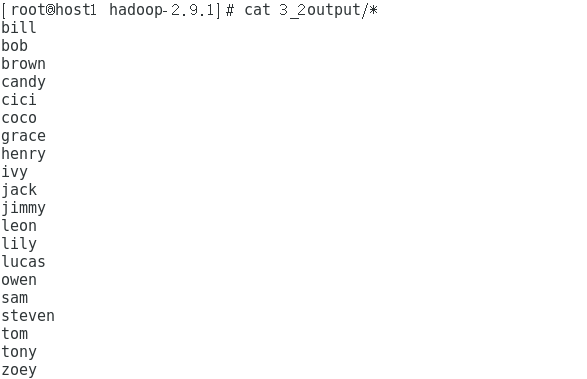 [root@host1 hadoop-2.9.1]# cat 3_2output/*
bill
bob
brown
candy
cici
coco
grace
henry
ivy
jack
jimmy
leon
lily
lucas
owen
sam
steven
tom
tony
zoey